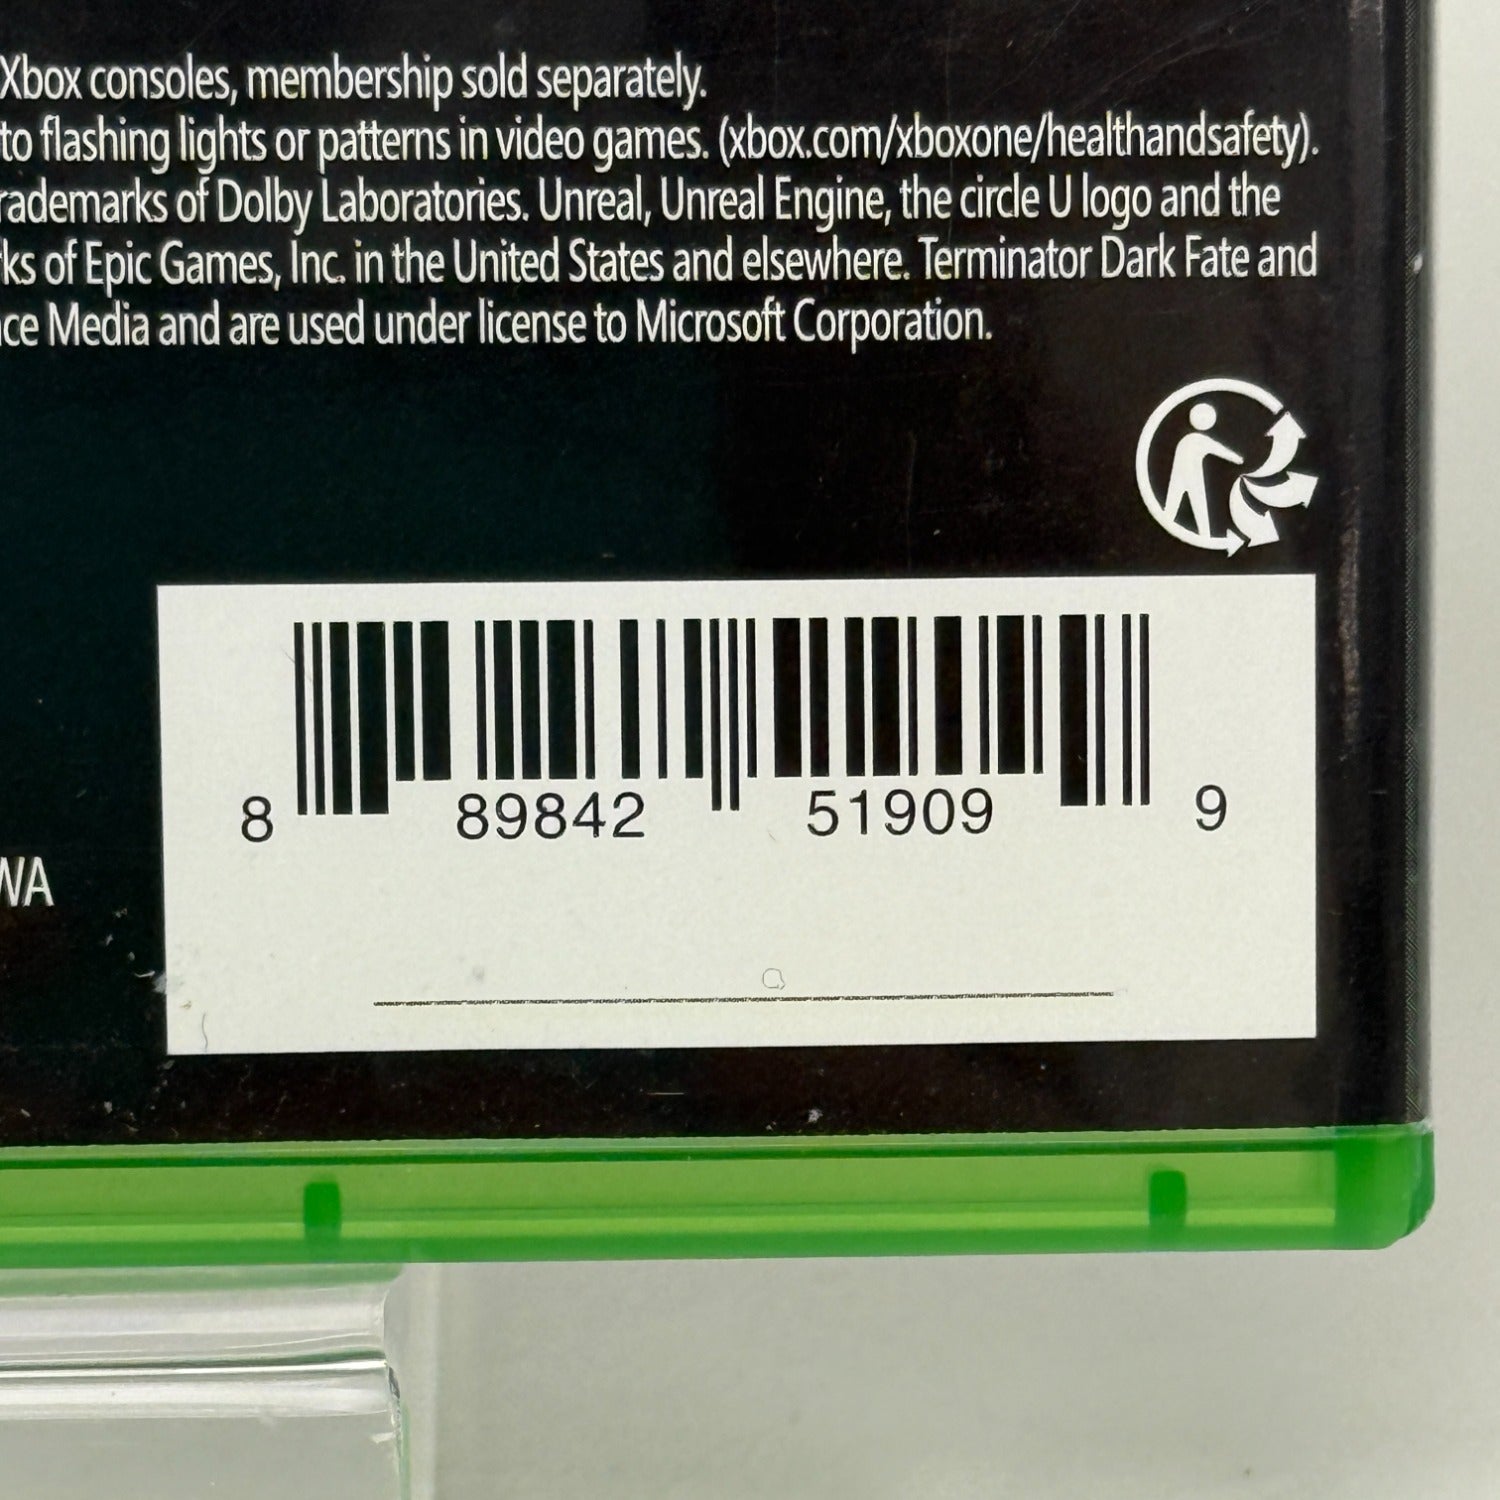 Xbox consoles, membership sold separately.
to flashing lights or patterns in video games. (xbox.com/xboxone/healthandsafety).
rademarks of Dolby Laboratories. Unreal, Unreal Engine, the circle U logo and the
ks of Epic Games, Inc. in the United States and elsewhere. Terminator Dark Fate and
ce Media and are used under license to Microsoft Corporation.
8 89842 51909 9
WA